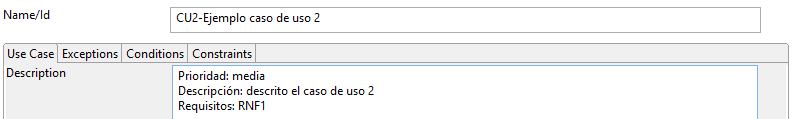 Name/Id
CU2-Ejemplo caso de uso 2
Use Case Exceptions Conditions Constraints
Description
Prioridad: media
Descripción: descrito el caso de uso 2
Requisitos: RNF1